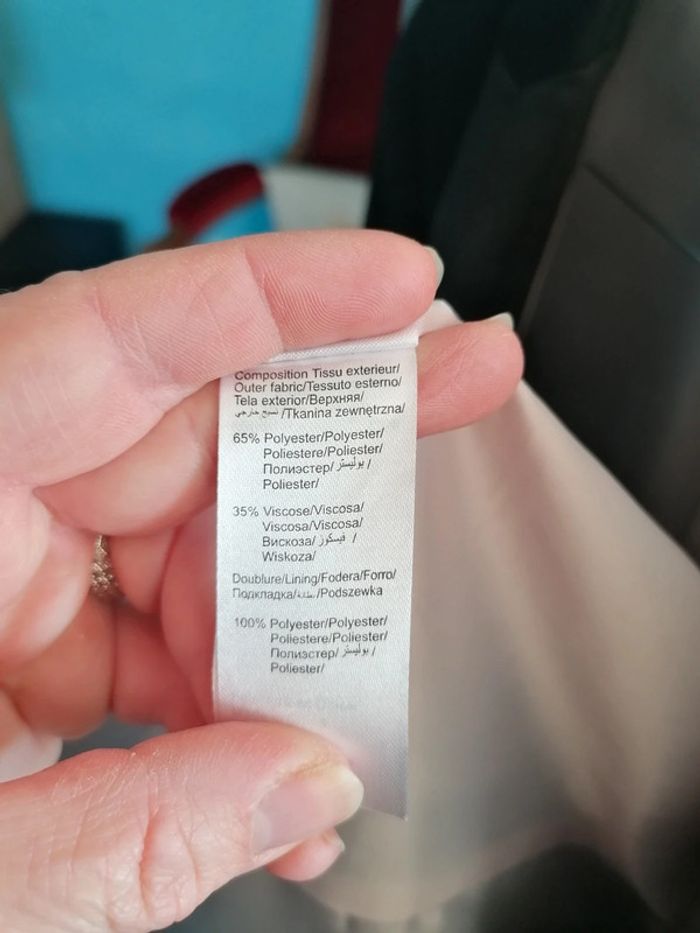 Composition Tissu exterieur/
Outer fabric/Tessuto esterno/
Tela exterior/Верхняя/
نسيج خارجي /Tkanina zewnętrzna/
65% Polyester/Polyester/
Poliestere/Poliester/
Полиэстер/ بوليستر /
Poliester/
35% Viscose/Viscosa/
Viscosa/Viscosa/
Вискоза/ فيسكوز /
Wiskoza/
Doublure/Lining/Fodera/Forro/
Подкладка/بطانة/Podszewka
100% Polyester/Polyester/
Poliestere/Poliester/
Полиэстер/ بوليستر /
Poliester/